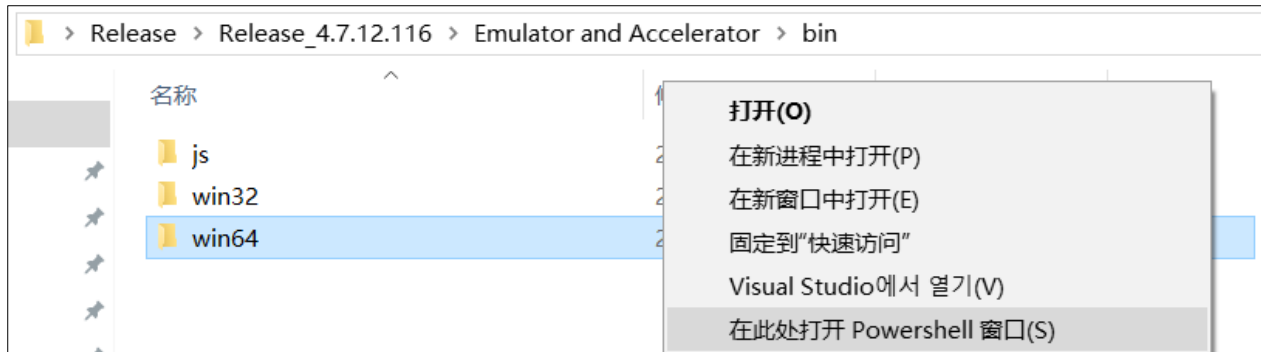 > Release > Release_4.7.12.116 > Emulator and Accelerator > bin
名称
js
win32
win64
打开(O)
在新进程中打开(P)
在新窗口中打开(E)
固定到"快速访问"
Visual Studio에서 열기(V)
在此处打开 Powershell 窗口(S)